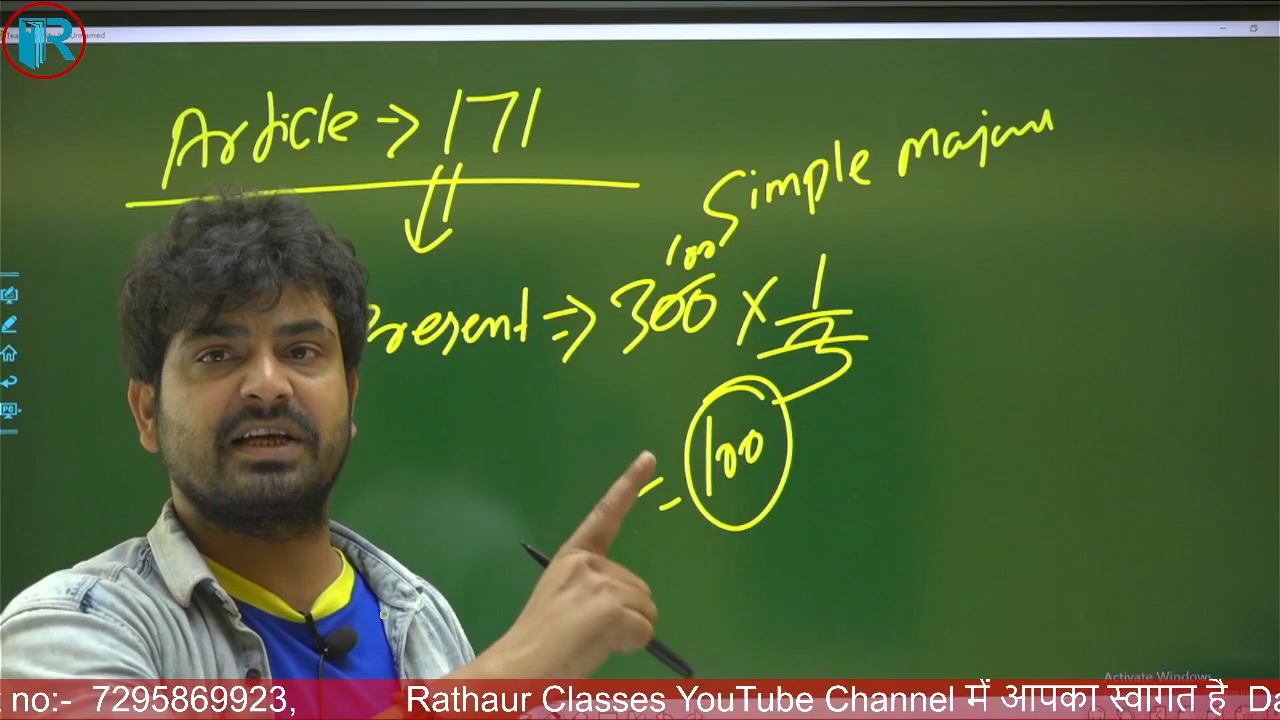 R
Article → 171
Simple Majori
100
Present ⇒ 300 × 1
3
= 100
Activate Windows
t no:- 7295869923, Rathaur Classes YouTube Channel में आपका स्वागत है Da